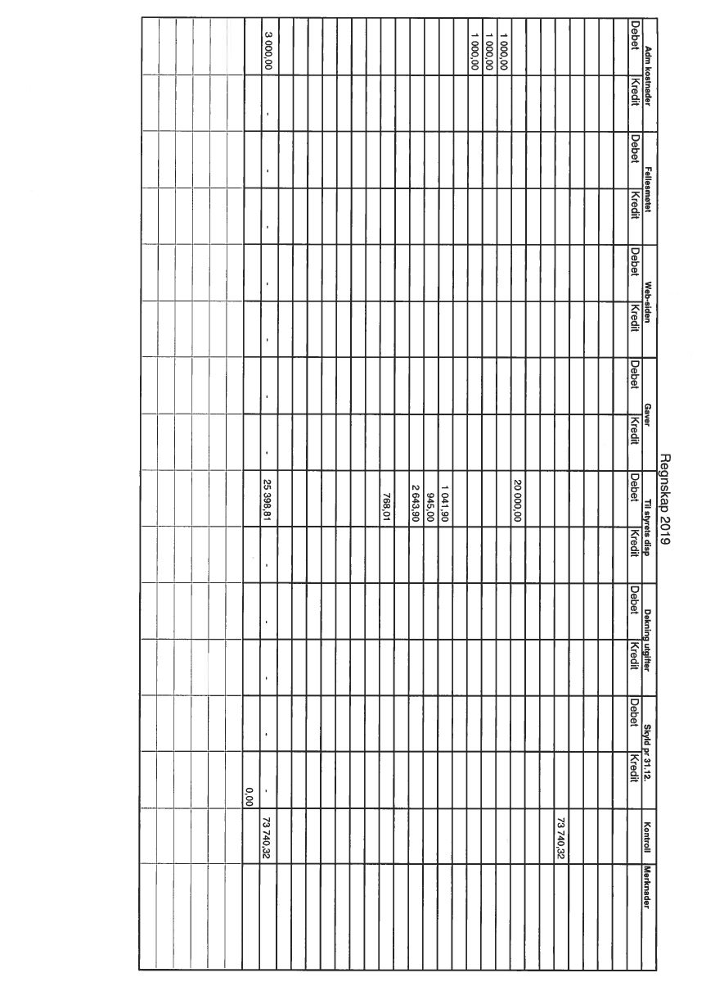 Regnskap 2019
Adm kostnader Fellesmøtet Web-siden Gaver Til styrets disp Dekning utgifter Skyld pr 31.12. Kontroll Merknader
Debet Kredit Debet Kredit Debet Kredit Debet Kredit Debet Kredit Debet Kredit Debet Kredit
73 740,32
20 000,00
1 000,00
1 000,00
1 000,00
1 041,90
945,00
2 643,90
768,01
3 000,00 - - - - - - - 25 398,81 - - - - - 73 740,32
0,00